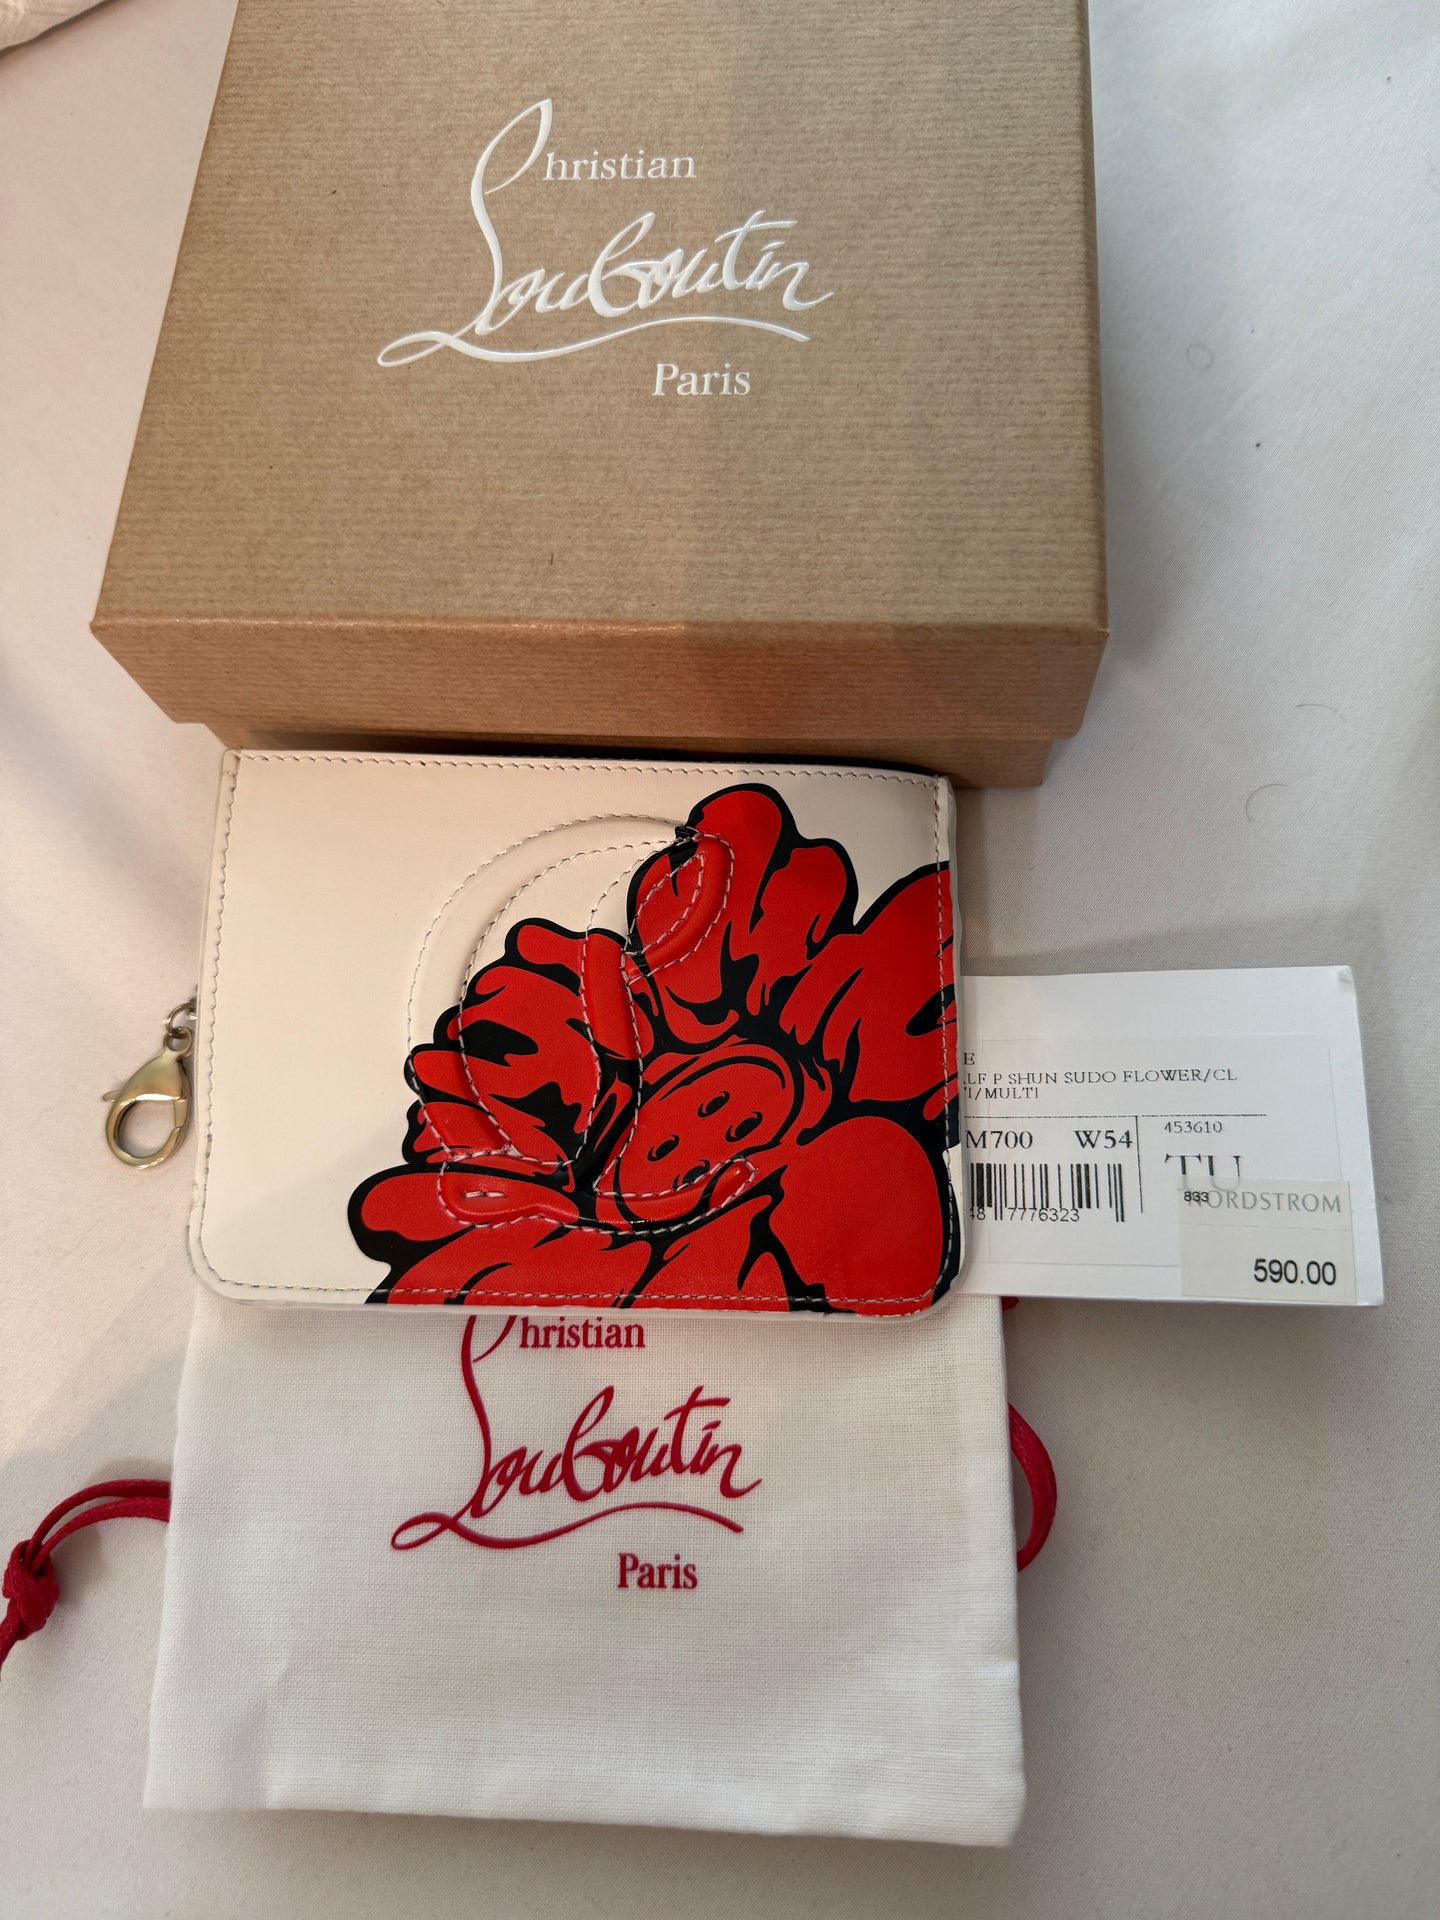 Christian
Louboutin
Paris
E
LF P SHUN SUDO FLOWER/CL
I/MULTI
M700 W54 453610
TU
48 7776323
833
NORDSTROM
590.00
Christian
Louboutin
Paris